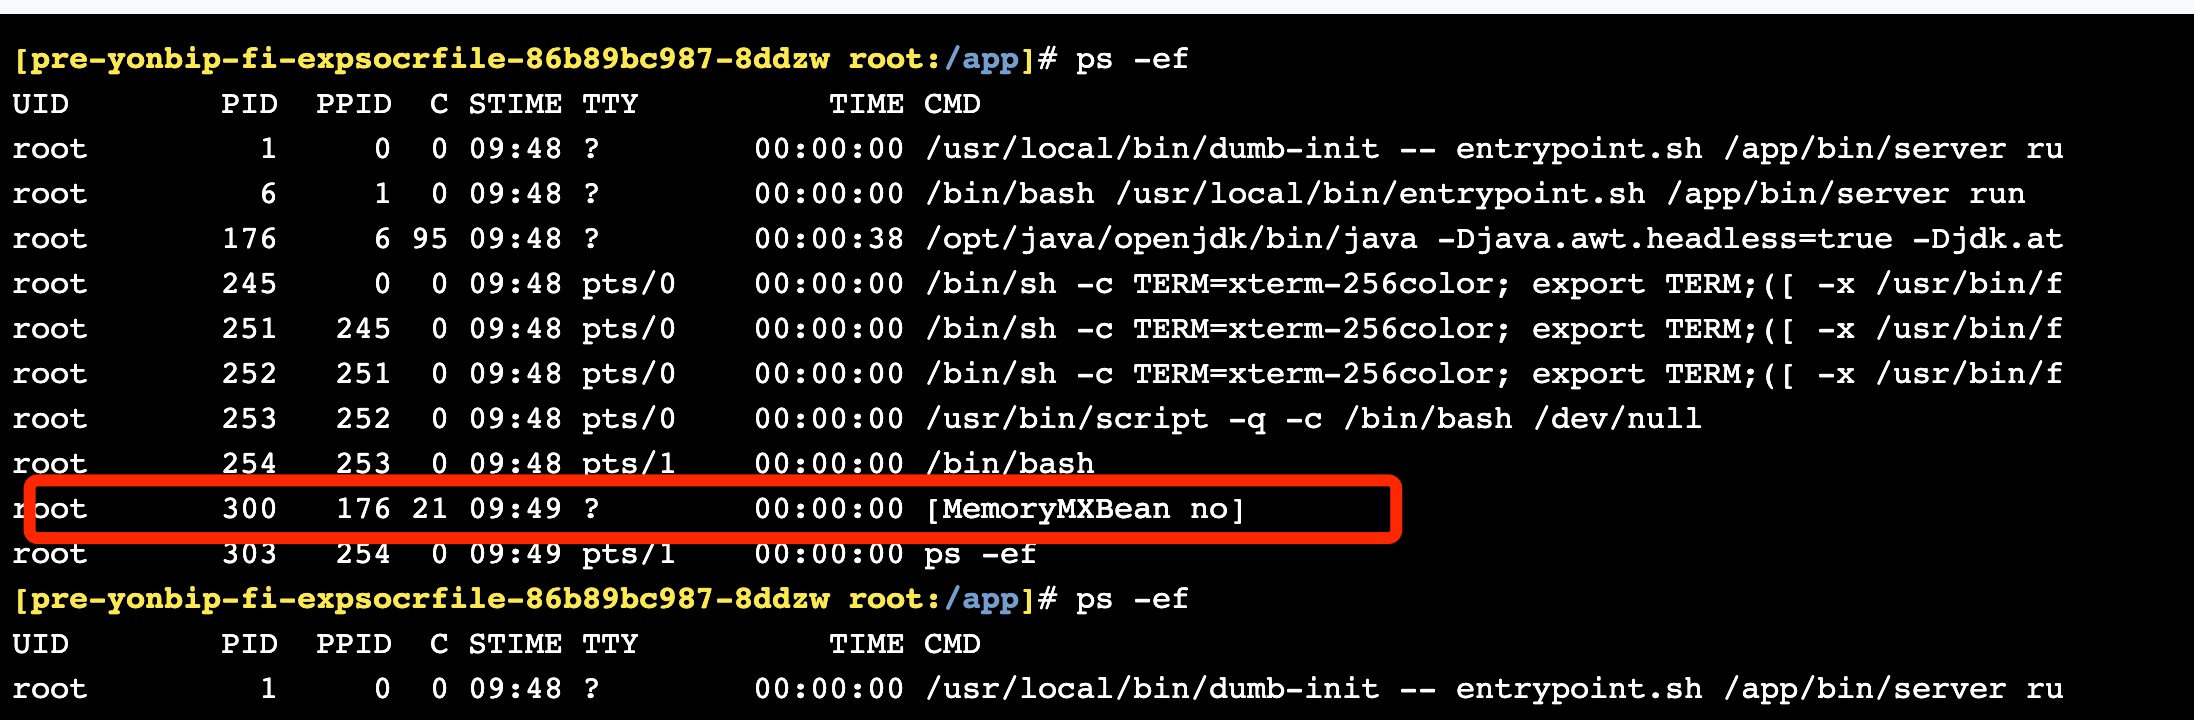 [pre-yonbip-fi-expsocrfile-86b89bc987-8ddzw root:/app]# ps -ef
UID        PID  PPID  C STIME TTY          TIME CMD
root         1     0  0 09:48 ?        00:00:00 /usr/local/bin/dumb-init -- entrypoint.sh /app/bin/server ru
root         6     1  0 09:48 ?        00:00:00 /bin/bash /usr/local/bin/entrypoint.sh /app/bin/server run
root       176     6 95 09:48 ?        00:00:38 /opt/java/openjdk/bin/java -Djava.awt.headless=true -Djdk.at
root       245     0  0 09:48 pts/0    00:00:00 /bin/sh -c TERM=xterm-256color; export TERM;([ -x /usr/bin/f
root       251   245  0 09:48 pts/0    00:00:00 /bin/sh -c TERM=xterm-256color; export TERM;([ -x /usr/bin/f
root       252   251  0 09:48 pts/0    00:00:00 /bin/sh -c TERM=xterm-256color; export TERM;([ -x /usr/bin/f
root       253   252  0 09:48 pts/0    00:00:00 /usr/bin/script -q -c /bin/bash /dev/null
root       254   253  0 09:48 pts/1    00:00:00 /bin/bash
root       300   176 21 09:49 ?        00:00:00 [MemoryMXBean no]
root       303   254  0 09:49 pts/1    00:00:00 ps -ef
[pre-yonbip-fi-expsocrfile-86b89bc987-8ddzw root:/app]# ps -ef
UID        PID  PPID  C STIME TTY          TIME CMD
root         1     0  0 09:48 ?        00:00:00 /usr/local/bin/dumb-init -- entrypoint.sh /app/bin/server ru